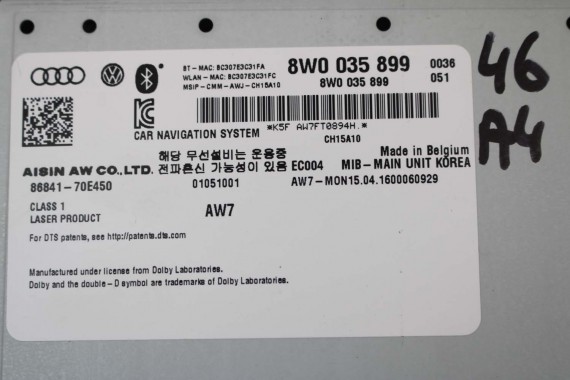 BT - MAC: BC307E3C31FA
WLAN - MAC: BC307E3C31FC
MSIP - CMM - AWJ - CH15A10
8W0 035 899 0036
8W0 035 899 051
*K5F AW7FT0894H.*
CAR NAVIGATION SYSTEM
CH15A10
해당 무선설비는 운용중
Made in Belgium
AISIN AW CO., LTD. 전파혼신 가능성이 있음 EC004 MIB - MAIN UNIT KOREA
86841 - 70E450 01051001 AW7 - MON15.04.1600060929
CLASS 1
LASER PRODUCT
AW7
For DTS patents, see http://patents.dts.com
Manufactured under license from Dolby Laboratories.
Dolby and the double - D symbol are trademarks of Dolby Laboratories.
46
A4